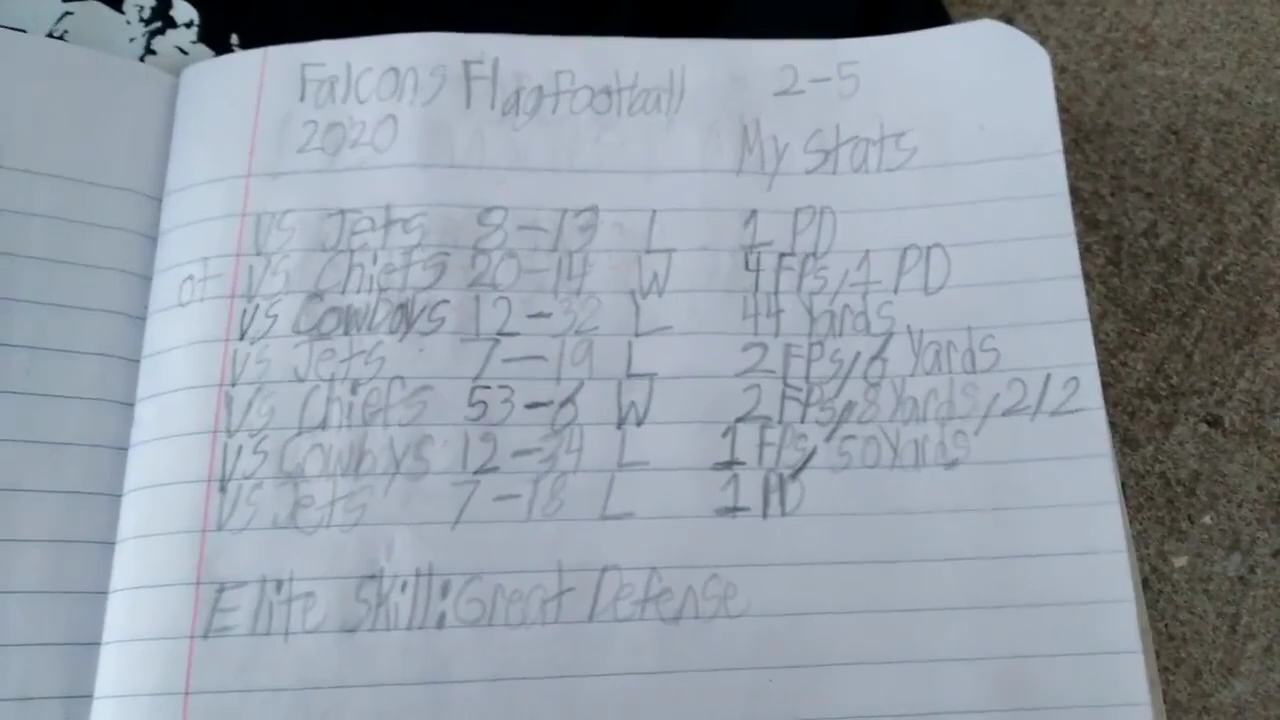 Falcons Flag Football 2-5
2020 My Stats
VS Jets 8-13 L 1 PD
at VS Chiefs 20-14 W 4 FPs, 1 PD
VS Cowboys 12-32 L 44 Yards
VS Jets 7-19 L 2 FPs, 6 Yards
VS Chiefs 53-6 W 2 FPs, 8 Yards, 2/2
VS Cowbys 12-34 L 1 FPs, 50 Yards
VS Jets 7-18 L 1 PD
Elite Skill: Great Defense